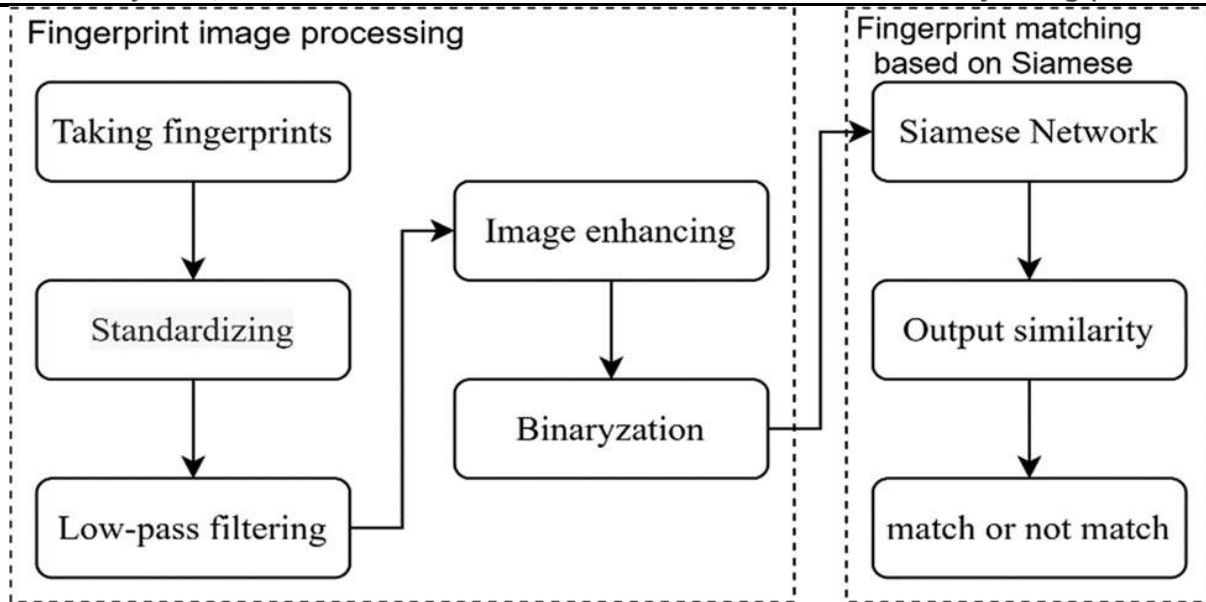 Fingerprint image processing
Taking fingerprints
Standardizing
Low-pass filtering
Image enhancing
Binaryzation
Fingerprint matching
based on Siamese
Siamese Network
Output similarity
match or not match